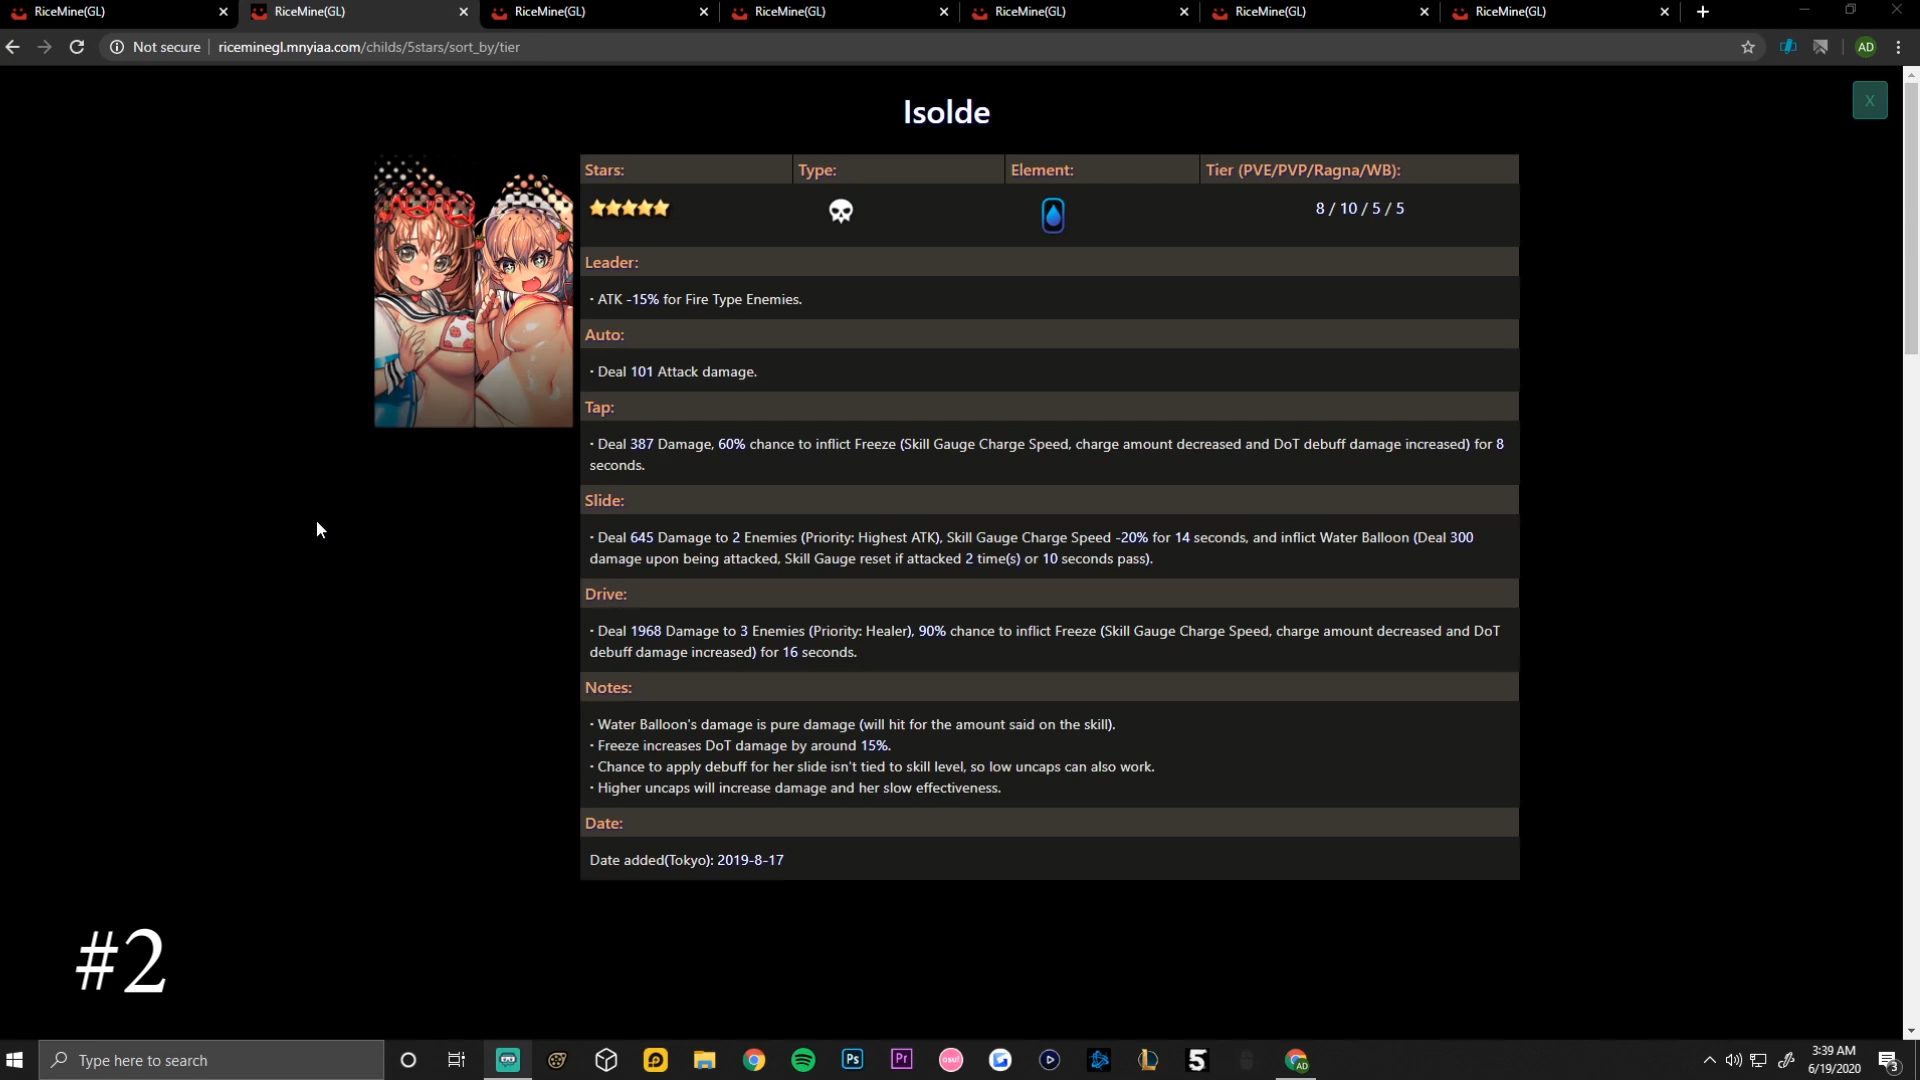 RiceMine(GL)
RiceMine(GL)
RiceMine(GL)
RiceMine(GL)
RiceMine(GL)
RiceMine(GL)
RiceMine(GL)
Not secure
riceminegl.mnyiaa.com/childs/5stars/sort_by/tier
AD
Isolde
X
Stars:
Type:
Element:
Tier (PVE/PVP/Ragna/WB):
8 / 10 / 5 / 5
Leader:
· ATK -15% for Fire Type Enemies.
Auto:
· Deal 101 Attack damage.
Tap:
· Deal 387 Damage, 60% chance to inflict Freeze (Skill Gauge Charge Speed, charge amount decreased and DoT debuff damage increased) for 8
seconds.
Slide:
· Deal 645 Damage to 2 Enemies (Priority: Highest ATK), Skill Gauge Charge Speed -20% for 14 seconds, and inflict Water Balloon (Deal 300
damage upon being attacked, Skill Gauge reset if attacked 2 time(s) or 10 seconds pass).
Drive:
· Deal 1968 Damage to 3 Enemies (Priority: Healer), 90% chance to inflict Freeze (Skill Gauge Charge Speed, charge amount decreased and DoT
debuff damage increased) for 16 seconds.
Notes:
· Water Balloon's damage is pure damage (will hit for the amount said on the skill).
· Freeze increases DoT damage by around 15%.
· Chance to apply debuff for her slide isn't tied to skill level, so low uncaps can also work.
· Higher uncaps will increase damage and her slow effectiveness.
Date:
Date added(Tokyo): 2019-8-17
#2
Type here to search
Ps
Pr
osu!
5
AD
3:39 AM
6/19/2020
3